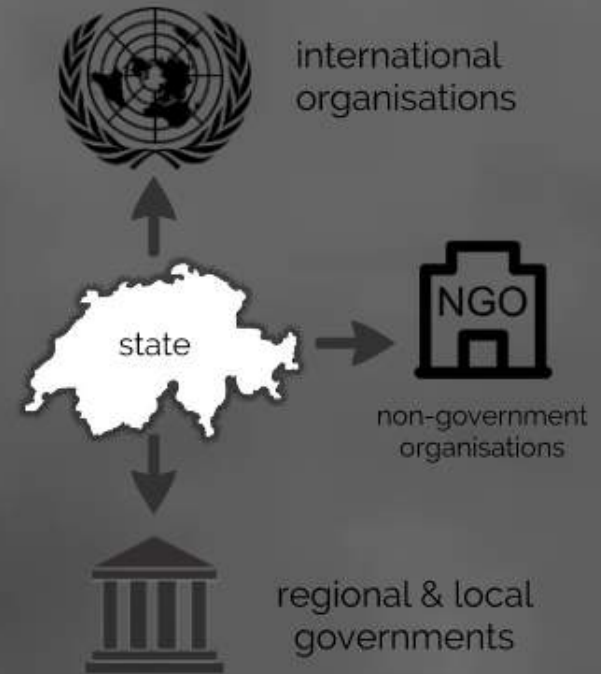 international
organisations
state
NGO
non-government
organisations
regional & local
governments